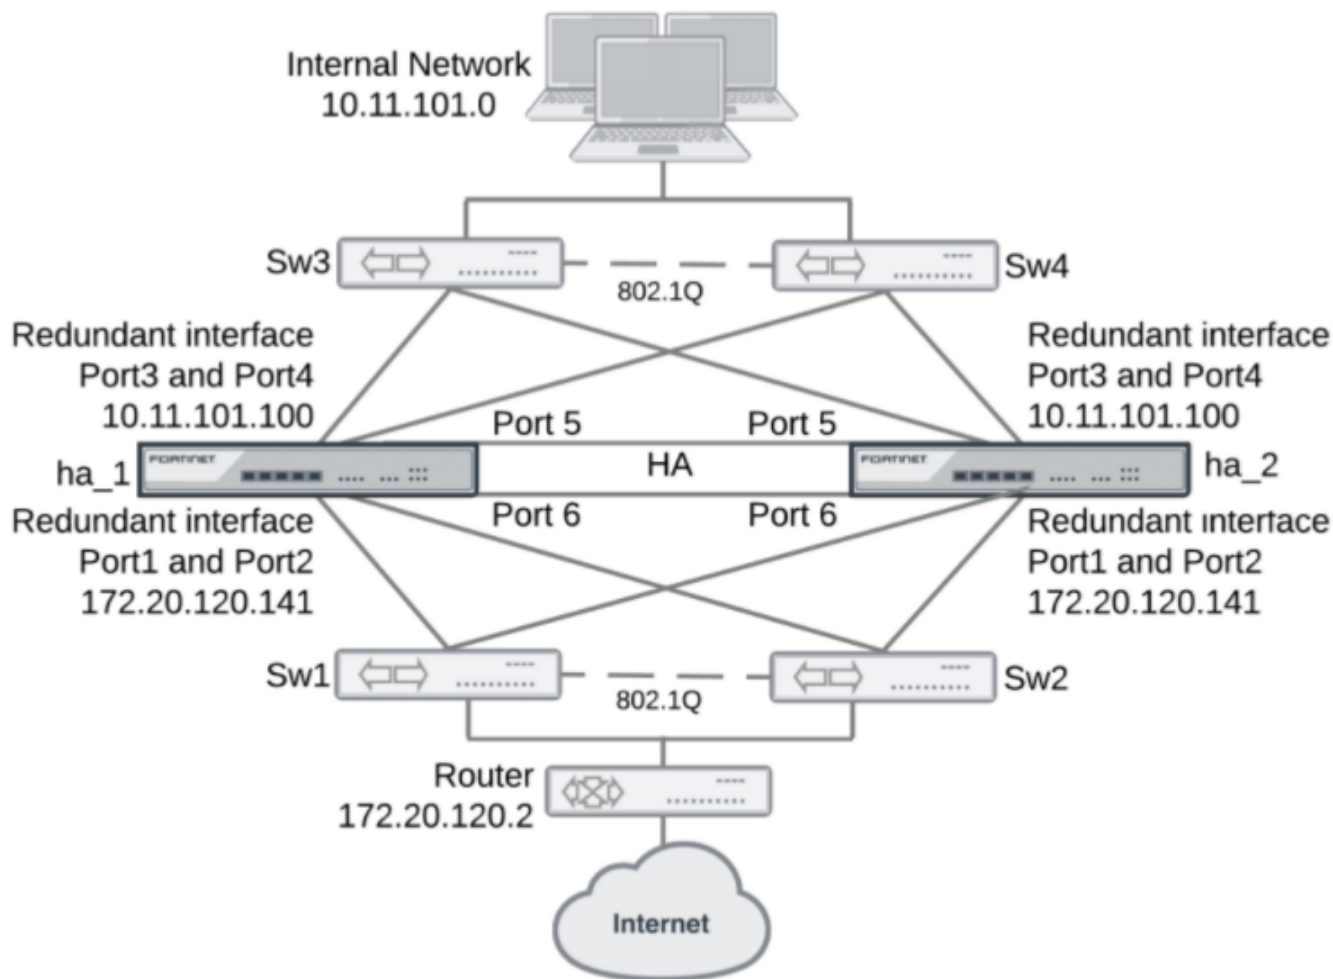 Internal Network
10.11.101.0
Sw3
802.1Q
Sw4
Redundant interface
Port3 and Port4
10.11.101.100
Redundant interface
Port3 and Port4
10.11.101.100
Port 5
Port 5
ha_1
FORTINET
HA
FORTINET
ha_2
Port 6
Port 6
Redundant interface
Port1 and Port2
172.20.120.141
Redundant interface
Port1 and Port2
172.20.120.141
Sw1
802.1Q
Sw2
Router
172.20.120.2
Internet